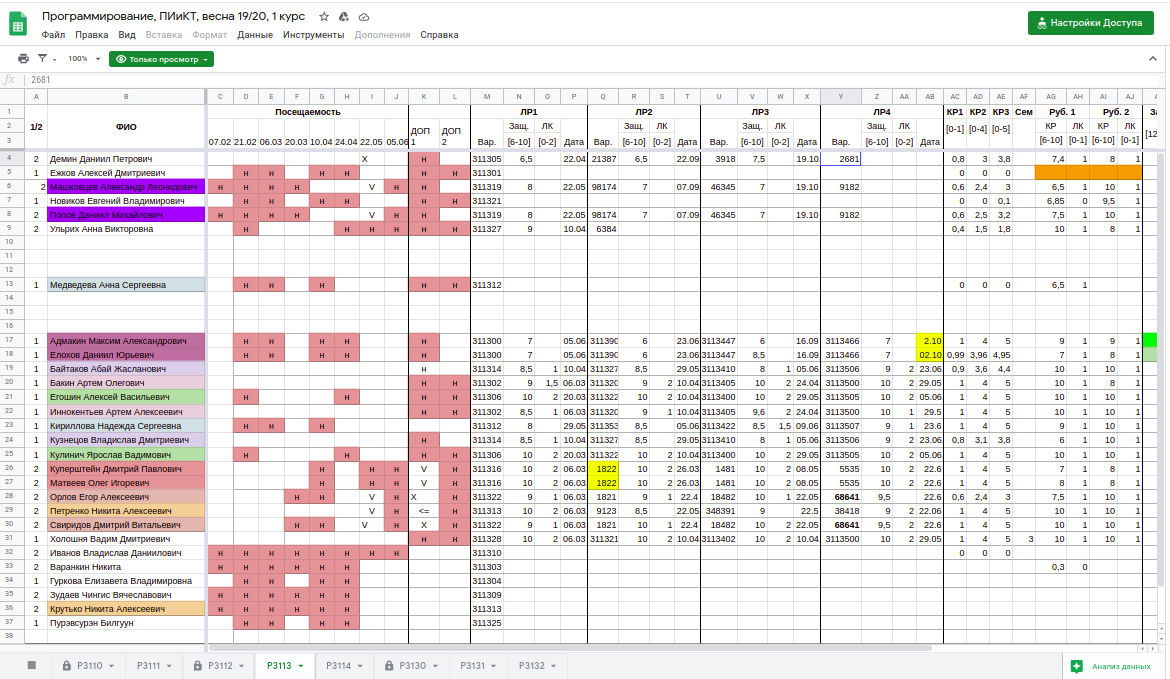 Программирование, ПИиКТ, весна 19/20, 1 курс
Файл Правка Вид Вставка Формат Данные Инструменты Дополнения Справка
Настройки Доступа
100% Только просмотр
fx 2681
A B C D E F G H I J K L M N O P Q R S T U V W X Y Z AA AB AC AD AE AF AG AH AI AJ
1 Посещаемость ЛР1 ЛР2 ЛР3 ЛР4 КР1 КР2 КР3 Сем Руб. 1 Руб. 2
2 1/2 ФИО ДОП ДОП Защ. ЛК Защ. ЛК Защ. ЛК [0-1] [0-4] [0-5] КР ЛК КР ЛК
3 07.02 21.02 06.03 20.03 10.04 24.04 22.05 05.06 1 2 Вар. [6-10] [0-2] Дата Вар. [6-10] [0-2] Дата Вар. [6-10] [0-2] Дата Вар. Дата [6-10] [0-1] [6-10] [0-1] [12
4 2 Демин Даниил Петрович X н 311305 6,5 22.04 21387 6,5 22.09 3918 7,5 19.10 2681 0,8 3 3,8 7,4 1 8 1
5 1 Ежков Алексей Дмитриевич н н н н н н 311301 0 0 0
6 2 Машковцев Александр Леонидович н н н н V н н 311319 8 22.05 98174 7 07.09 46345 7 19.10 9182 0,6 2,4 3 6,5 1 10 1
7 1 Новиков Евгений Владимирович н н н н н н 311321 0 0 0,1 6,85 0 9,5 1
8 2 Попов Даниил Михайлович н н н н V н н 311319 8 22.05 98174 7 07.09 46345 7 19.10 9182 0,6 2,5 3,2 7,5 1 10 1
9 2 Ульрих Анна Викторовна н н н н н н 311327 9 10.04 6384 0,4 1,5 1,8 10 1 8 1
10
11
12
13 1 Медведева Анна Сергеевна н н н н н 311312 0 0 0 6,5 1
14
15
16
17 1 Адмакин Максим Александрович н н н н н 311300 7 05.06 311390 6 23.06 3113447 6 16.09 3113466 7 2.10 1 4 5 9 1 9 1
18 1 Елохов Даниил Юрьевич н н н н н 311300 7 05.06 311390 6 23.06 3113447 8,5 16.09 3113466 7 02.10 0,99 3,96 4,95 7 1 8 1
19 1 Байтаков Абай Жасланович н 311314 8,5 1 10.04 311327 8,5 29.05 3113410 8 1 05.06 3113506 9 2 23.06 0,9 3,6 4,4 10 1 10 1
20 1 Бакин Артем Олегович н н 311302 9 1,5 06.03 311320 9 2 10.04 3113405 10 2 24.04 3113500 10 2 29.05 1 4 5 10 1 10 1
21 1 Егошин Алексей Васильевич н н н н 311306 10 2 20.03 311322 10 2 10.04 3113400 10 2 29.05 3113505 10 2 05.06 1 4 5 10 1 10 1
22 1 Иннокентьев Артем Алексеевич н н 311302 8,5 1 06.03 311320 9 1 10.04 3113405 9,6 2 24.04 3113500 10 1 29.5 1 4 5 10 1 10 1
23 1 Кириллова Надежда Сергеевна н н н 311312 8 29.05 311353 8,5 05.06 3113422 8,5 1,5 09.06 3113507 9 1 23.6 1 4 5 8 1 10 1
24 1 Кузнецов Владислав Дмитриевич н 311314 8,5 1 10.04 311327 8,5 29.05 3113410 8 1 05.06 3113506 9 2 23.06 0,8 3,1 3,8 6 1 10 1
25 1 Кулинич Ярослав Вадимович н н н н 311306 10 2 20.03 311322 10 2 10.04 3113400 10 2 29.05 3113505 10 2 05.06 1 4 5 10 1 10 1
26 2 Куперштейн Дмитрий Павлович н н н V н 311316 10 2 06.03 1822 10 2 26.03 1481 10 2 08.05 5535 10 22.6 1 4 5 7 1 8 1
27 2 Матвеев Олег Игоревич н н н V н 311316 10 2 06.03 1822 10 2 26.03 1481 10 2 08.05 5535 10 22.6 1 4 5 8 1 8 1
28 2 Орлов Егор Алексеевич н н V н X н 311322 9 1 06.03 1821 9 1 22.4 18482 10 1 22.05 68641 9,5 22.6 0,6 2,4 3 7,5 1 10 1
29 2 Петренко Никита Алексеевич V н <= н 311313 10 2 06.03 9123 8,5 22.05 348391 9 22.5 38418 9 2 22.06 1 4 5 10 1 10 1
30 2 Свиридов Дмитрий Витальевич н н V н X н 311322 9 1 06.03 1821 10 1 22.4 18482 10 2 22.05 68641 9,5 2 22.6 1 4 5 10 1 10 1
31 1 Холошня Вадим Дмитриевич н н 311328 10 2 06.03 311321 10 2 10.04 3113402 10 2 10.04 3113500 10 2 29.05 1 4 5 3 10 1 10 1
32 2 Иванов Владислав Даниилович н н н н н н н н 311310 0 0 0
33 2 Варанкин Никита н н н н н н 311303 0,3 0
34 1 Гуркова Елизавета Владимировна н н н н 311304
35 2 Зудаев Чингис Вячеславович н н н н н н 311309
36 2 Крутько Никита Алексеевич н н н н н н 311313
37 1 Пурэвсурэн Билгуун н н н н 311325
38
P3110 P3111 P3112 P3113 P3114 P3130 P3131 P3132 Анализ данных